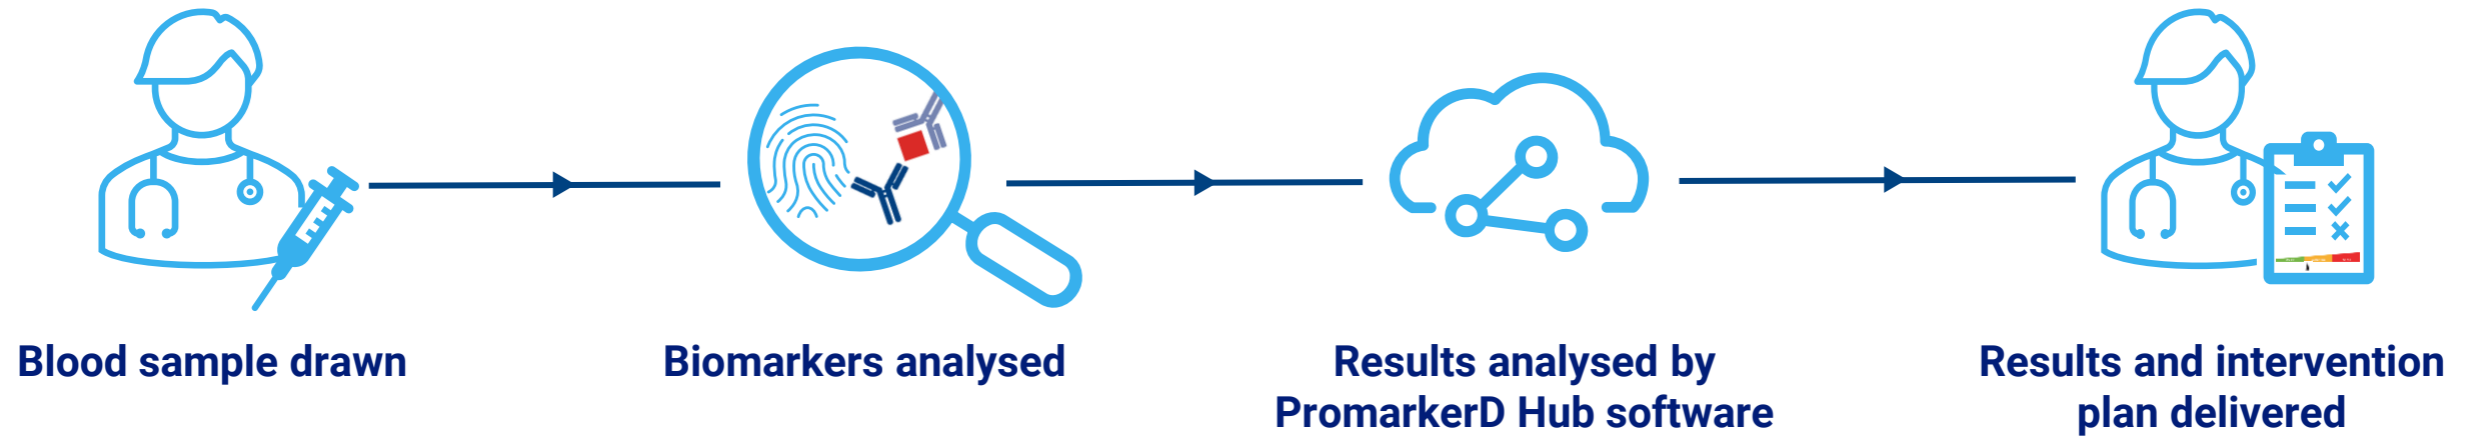 Blood sample drawn
Biomarkers analysed
Results analysed by
PromarkerD Hub software
Results and intervention
plan delivered